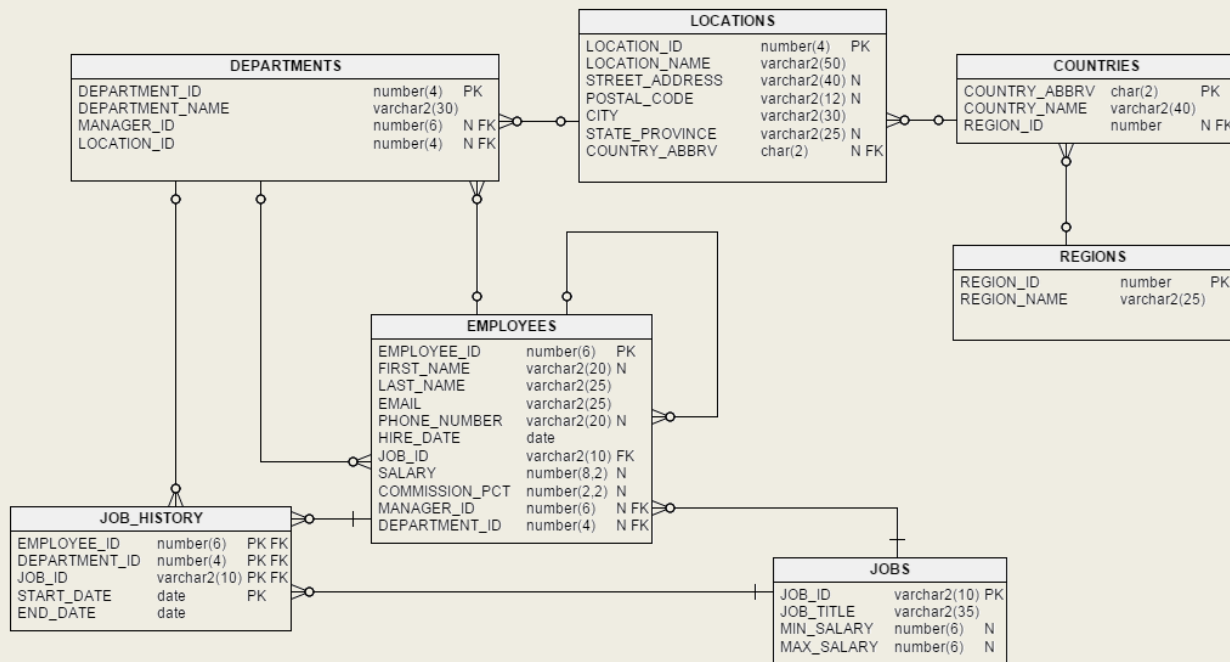 LOCATIONS
LOCATION_ID number(4) PK
LOCATION_NAME varchar2(50)
STREET_ADDRESS varchar2(40) N
POSTAL_CODE varchar2(12) N
CITY varchar2(30)
STATE_PROVINCE varchar2(25) N
COUNTRY_ABBRV char(2) N FK
DEPARTMENTS
DEPARTMENT_ID number(4) PK
DEPARTMENT_NAME varchar2(30)
MANAGER_ID number(6) N FK
LOCATION_ID number(4) N FK
COUNTRIES
COUNTRY_ABBRV char(2) PK
COUNTRY_NAME varchar2(40)
REGION_ID number N FK
REGIONS
REGION_ID number PK
REGION_NAME varchar2(25)
EMPLOYEES
EMPLOYEE_ID number(6) PK
FIRST_NAME varchar2(20) N
LAST_NAME varchar2(25)
EMAIL varchar2(25)
PHONE_NUMBER varchar2(20) N
HIRE_DATE date
JOB_ID varchar2(10) FK
SALARY number(8,2) N
COMMISSION_PCT number(2,2) N
MANAGER_ID number(6) N FK
DEPARTMENT_ID number(4) N FK
JOB_HISTORY
EMPLOYEE_ID number(6) PK FK
DEPARTMENT_ID number(4) PK FK
JOB_ID varchar2(10) PK FK
START_DATE date PK
END_DATE date
JOBS
JOB_ID varchar2(10) PK
JOB_TITLE varchar2(35)
MIN_SALARY number(6) N
MAX_SALARY number(6) N